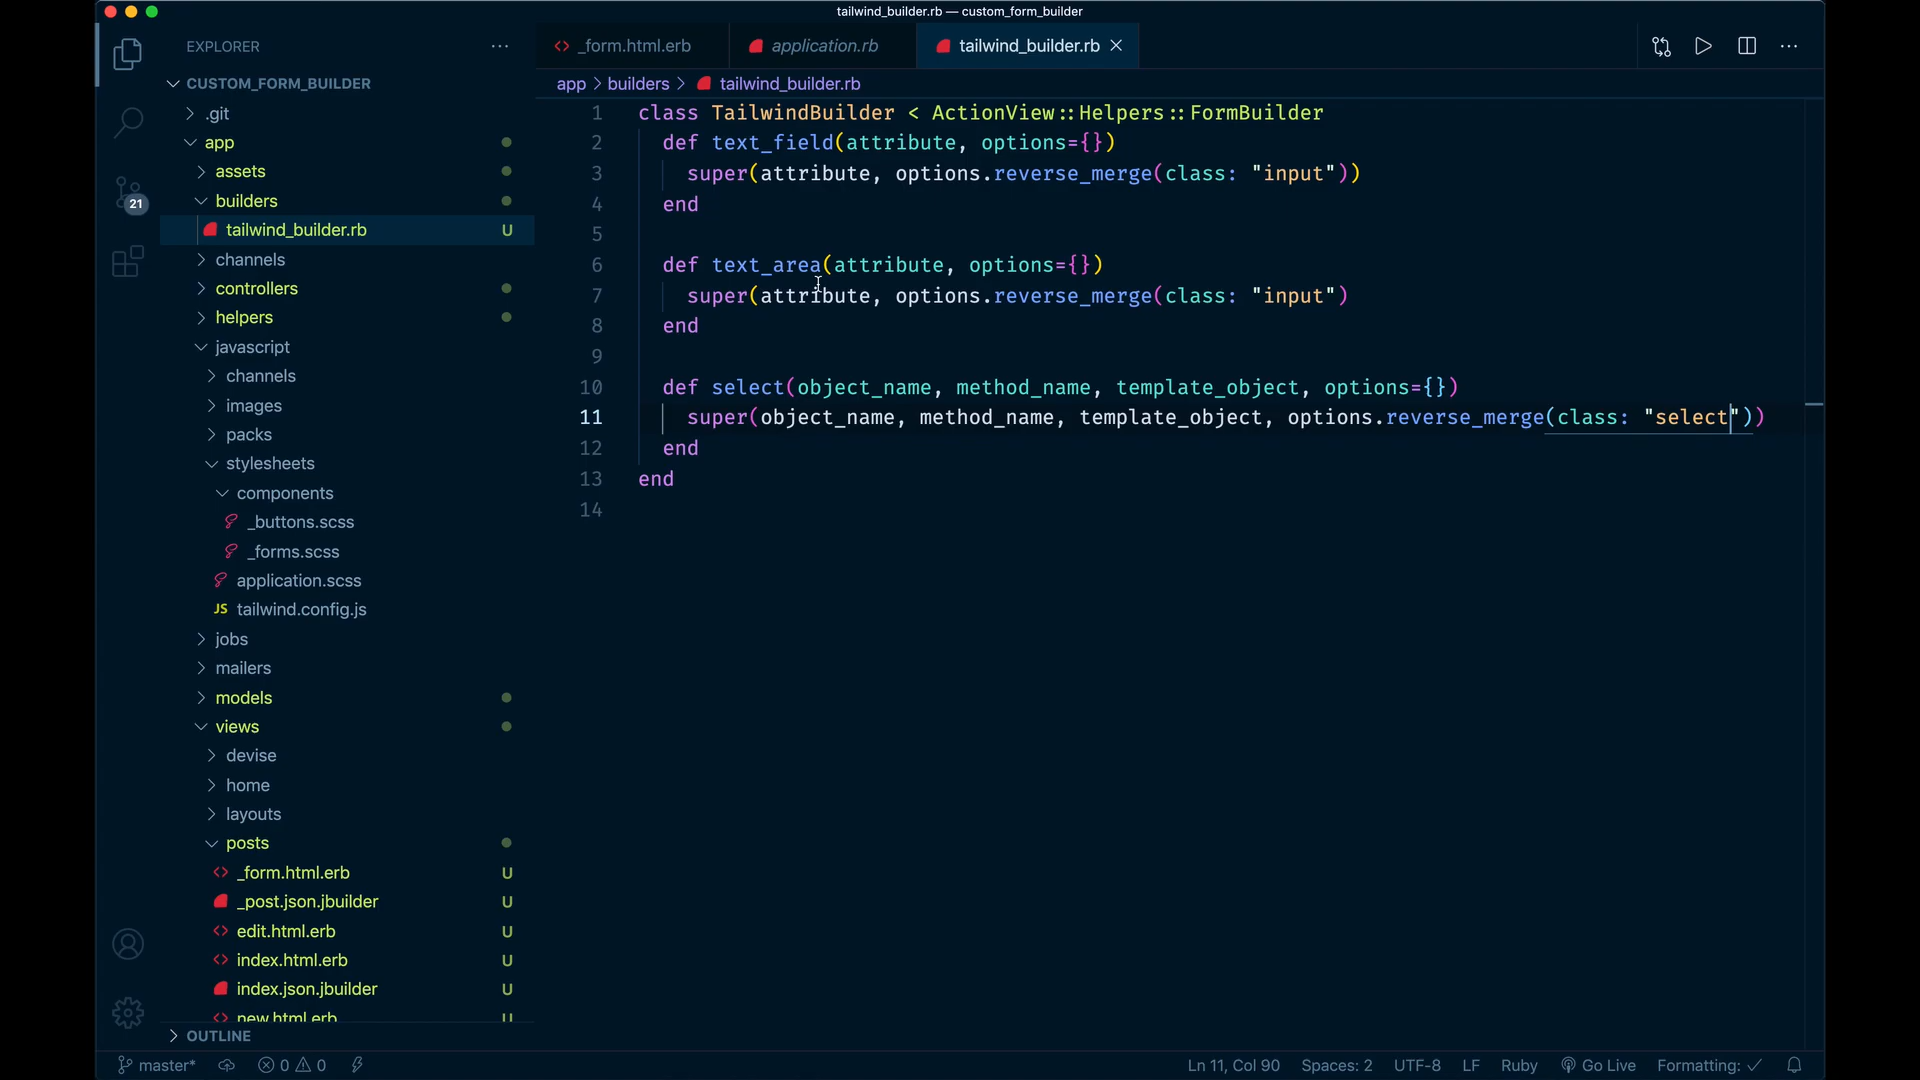 tailwind_builder.rb — custom_form_builder
EXPLORER
_form.html.erb
application.rb
tailwind_builder.rb
CUSTOM_FORM_BUILDER
.git
app
assets
builders
tailwind_builder.rb U
channels
controllers
helpers
javascript
channels
images
packs
stylesheets
components
_buttons.scss
_forms.scss
application.scss
JS tailwind.config.js
jobs
mailers
models
views
devise
home
layouts
posts
_form.html.erb U
_post.json.jbuilder U
edit.html.erb U
index.html.erb U
index.json.jbuilder U
new.html.erb U
OUTLINE
21
app > builders > tailwind_builder.rb
1 class TailwindBuilder < ActionView::Helpers::FormBuilder
2 def text_field(attribute, options={})
3 super(attribute, options.reverse_merge(class: "input"))
4 end
5
6 def text_area(attribute, options={})
7 super(attribute, options.reverse_merge(class: "input")
8 end
9
10 def select(object_name, method_name, template_object, options={})
11 super(object_name, method_name, template_object, options.reverse_merge(class: "select"))
12 end
13 end
14
master* 0 0 Ln 11, Col 90 Spaces: 2 UTF-8 LF Ruby Go Live Formatting: ✓